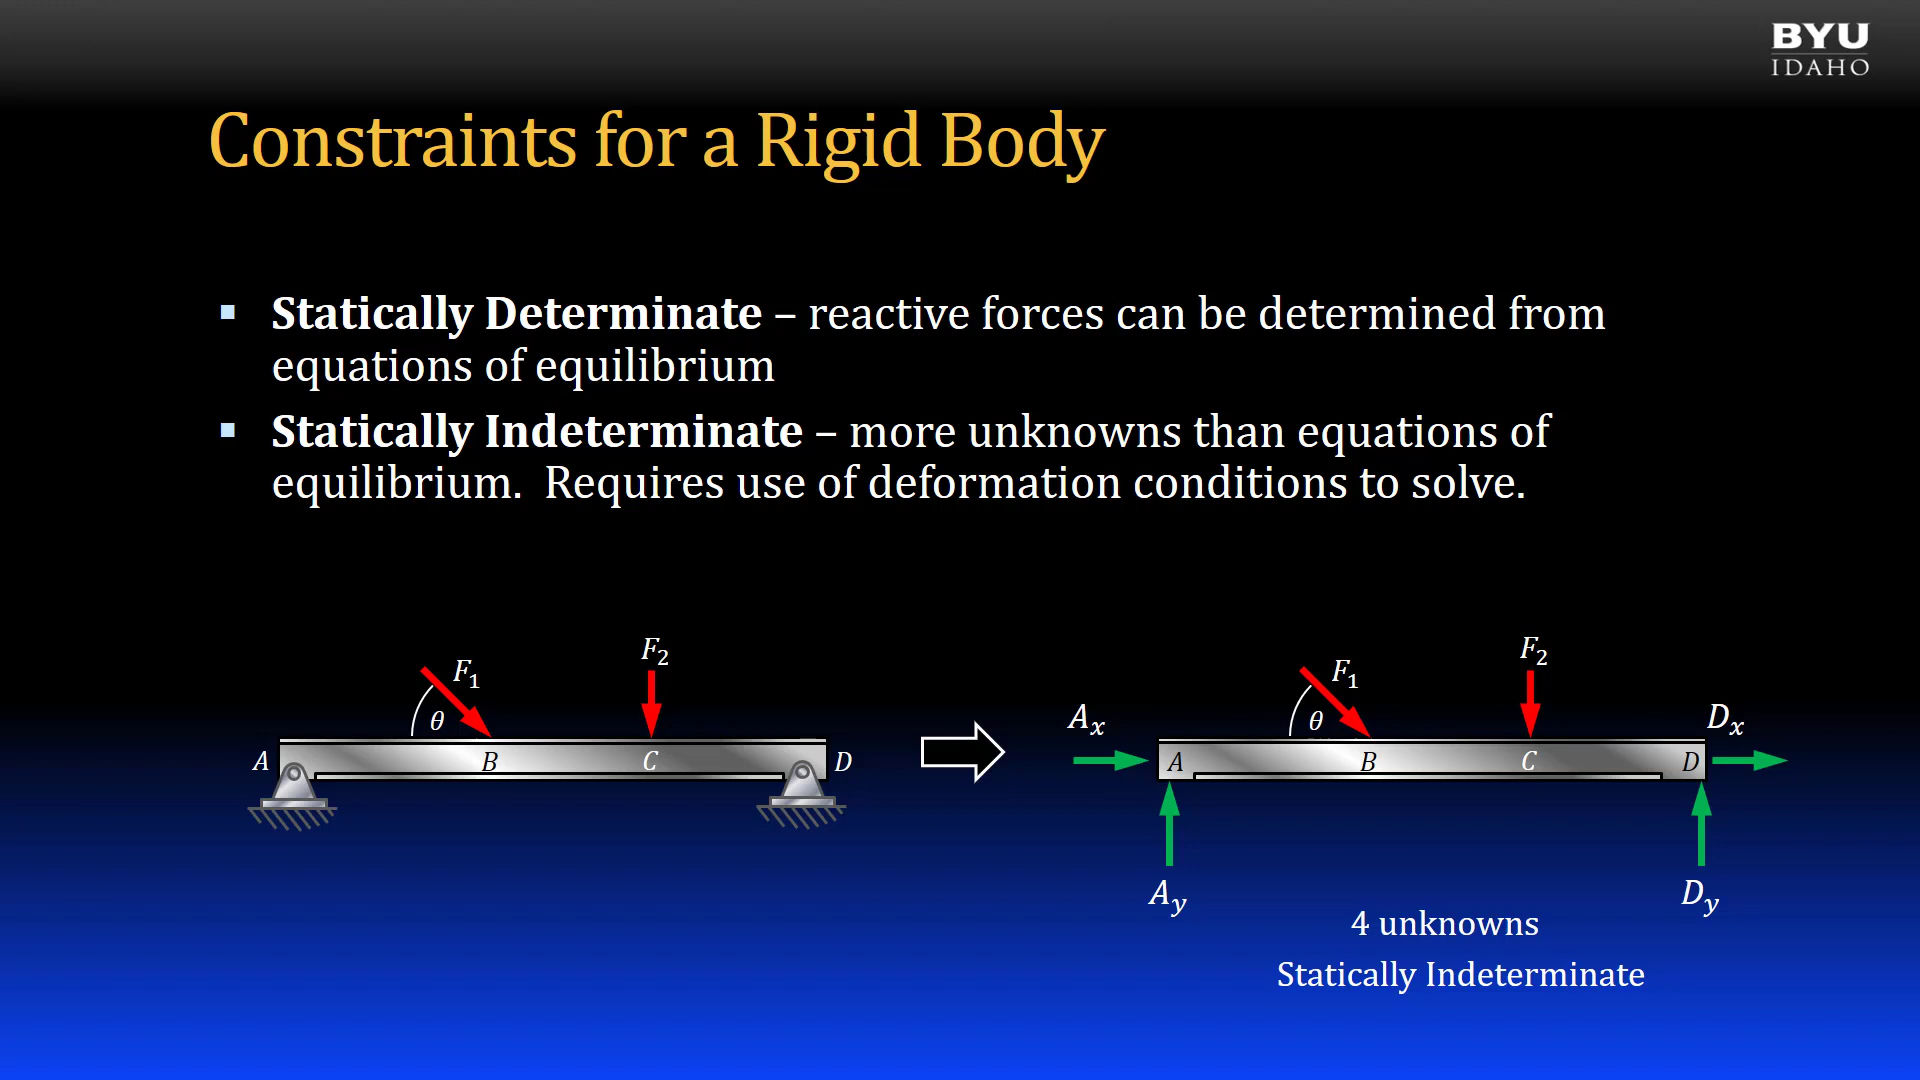 BYU
IDAHO
Constraints for a Rigid Body
▪ Statically Determinate – reactive forces can be determined from
equations of equilibrium
▪ Statically Indeterminate – more unknowns than equations of
equilibrium.  Requires use of deformation conditions to solve.
F₁
F₂
θ
A
B
C
D
F₁
F₂
θ
Aₓ
Dₓ
A
B
C
D
A_y
D_y
4 unknowns
Statically Indeterminate